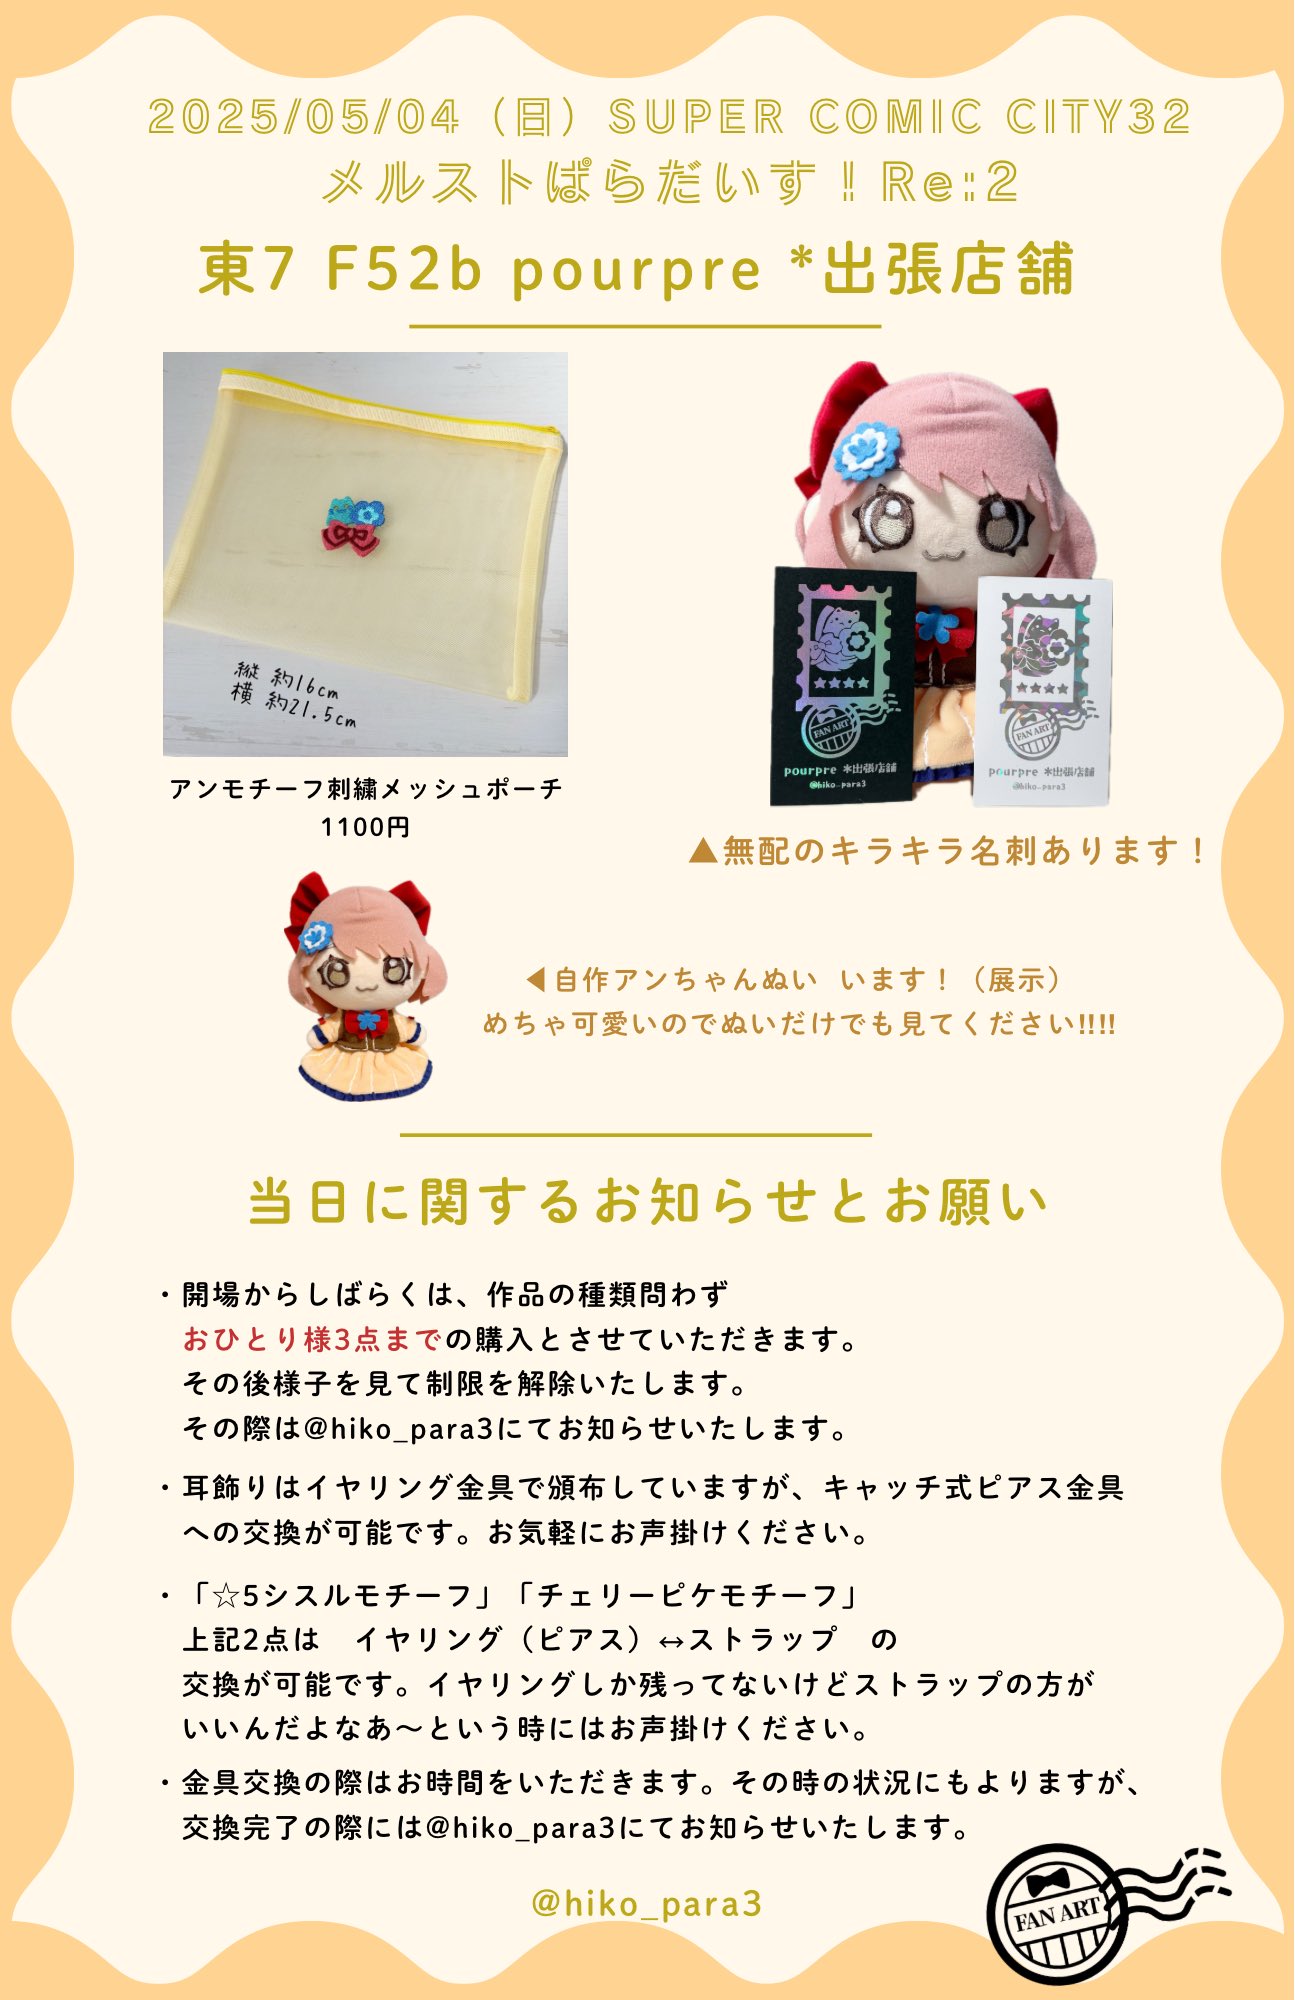 2025/05/04（日）SUPER COMIC CITY32
メルストぱらだいす！Re:2
東7 F52b pourpre *出張店舗
縦 約16cm
横 約21.5cm
アンモチーフ刺繍メッシュポーチ
1100円
FAN ART
pourpre *出張店舗
@hiko_para3
FAN ART
pourpre *出張店舗
@hiko_para3
▲無配のキラキラ名刺あります！
◀自作アンちゃんぬい います！（展示）
めちゃ可愛いのでぬいだけでも見てください!!!!
当日に関するお知らせとお願い
・開場からしばらくは、作品の種類問わず
おひとり様3点までの購入とさせていただきます。
その後様子を見て制限を解除いたします。
その際は@hiko_para3にてお知らせいたします。
・耳飾りはイヤリング金具で頒布していますが、キャッチ式ピアス金具
への交換が可能です。お気軽にお声掛けください。
・「☆5シスルモチーフ」「チェリーピケモチーフ」
上記2点は　イヤリング（ピアス）↔ストラップ　の
交換が可能です。イヤリングしか残ってないけどストラップの方が
いいんだよなあ〜という時にはお声掛けください。
・金具交換の際はお時間をいただきます。その時の状況にもよりますが、
交換完了の際には@hiko_para3にてお知らせいたします。
@hiko_para3
FAN ART